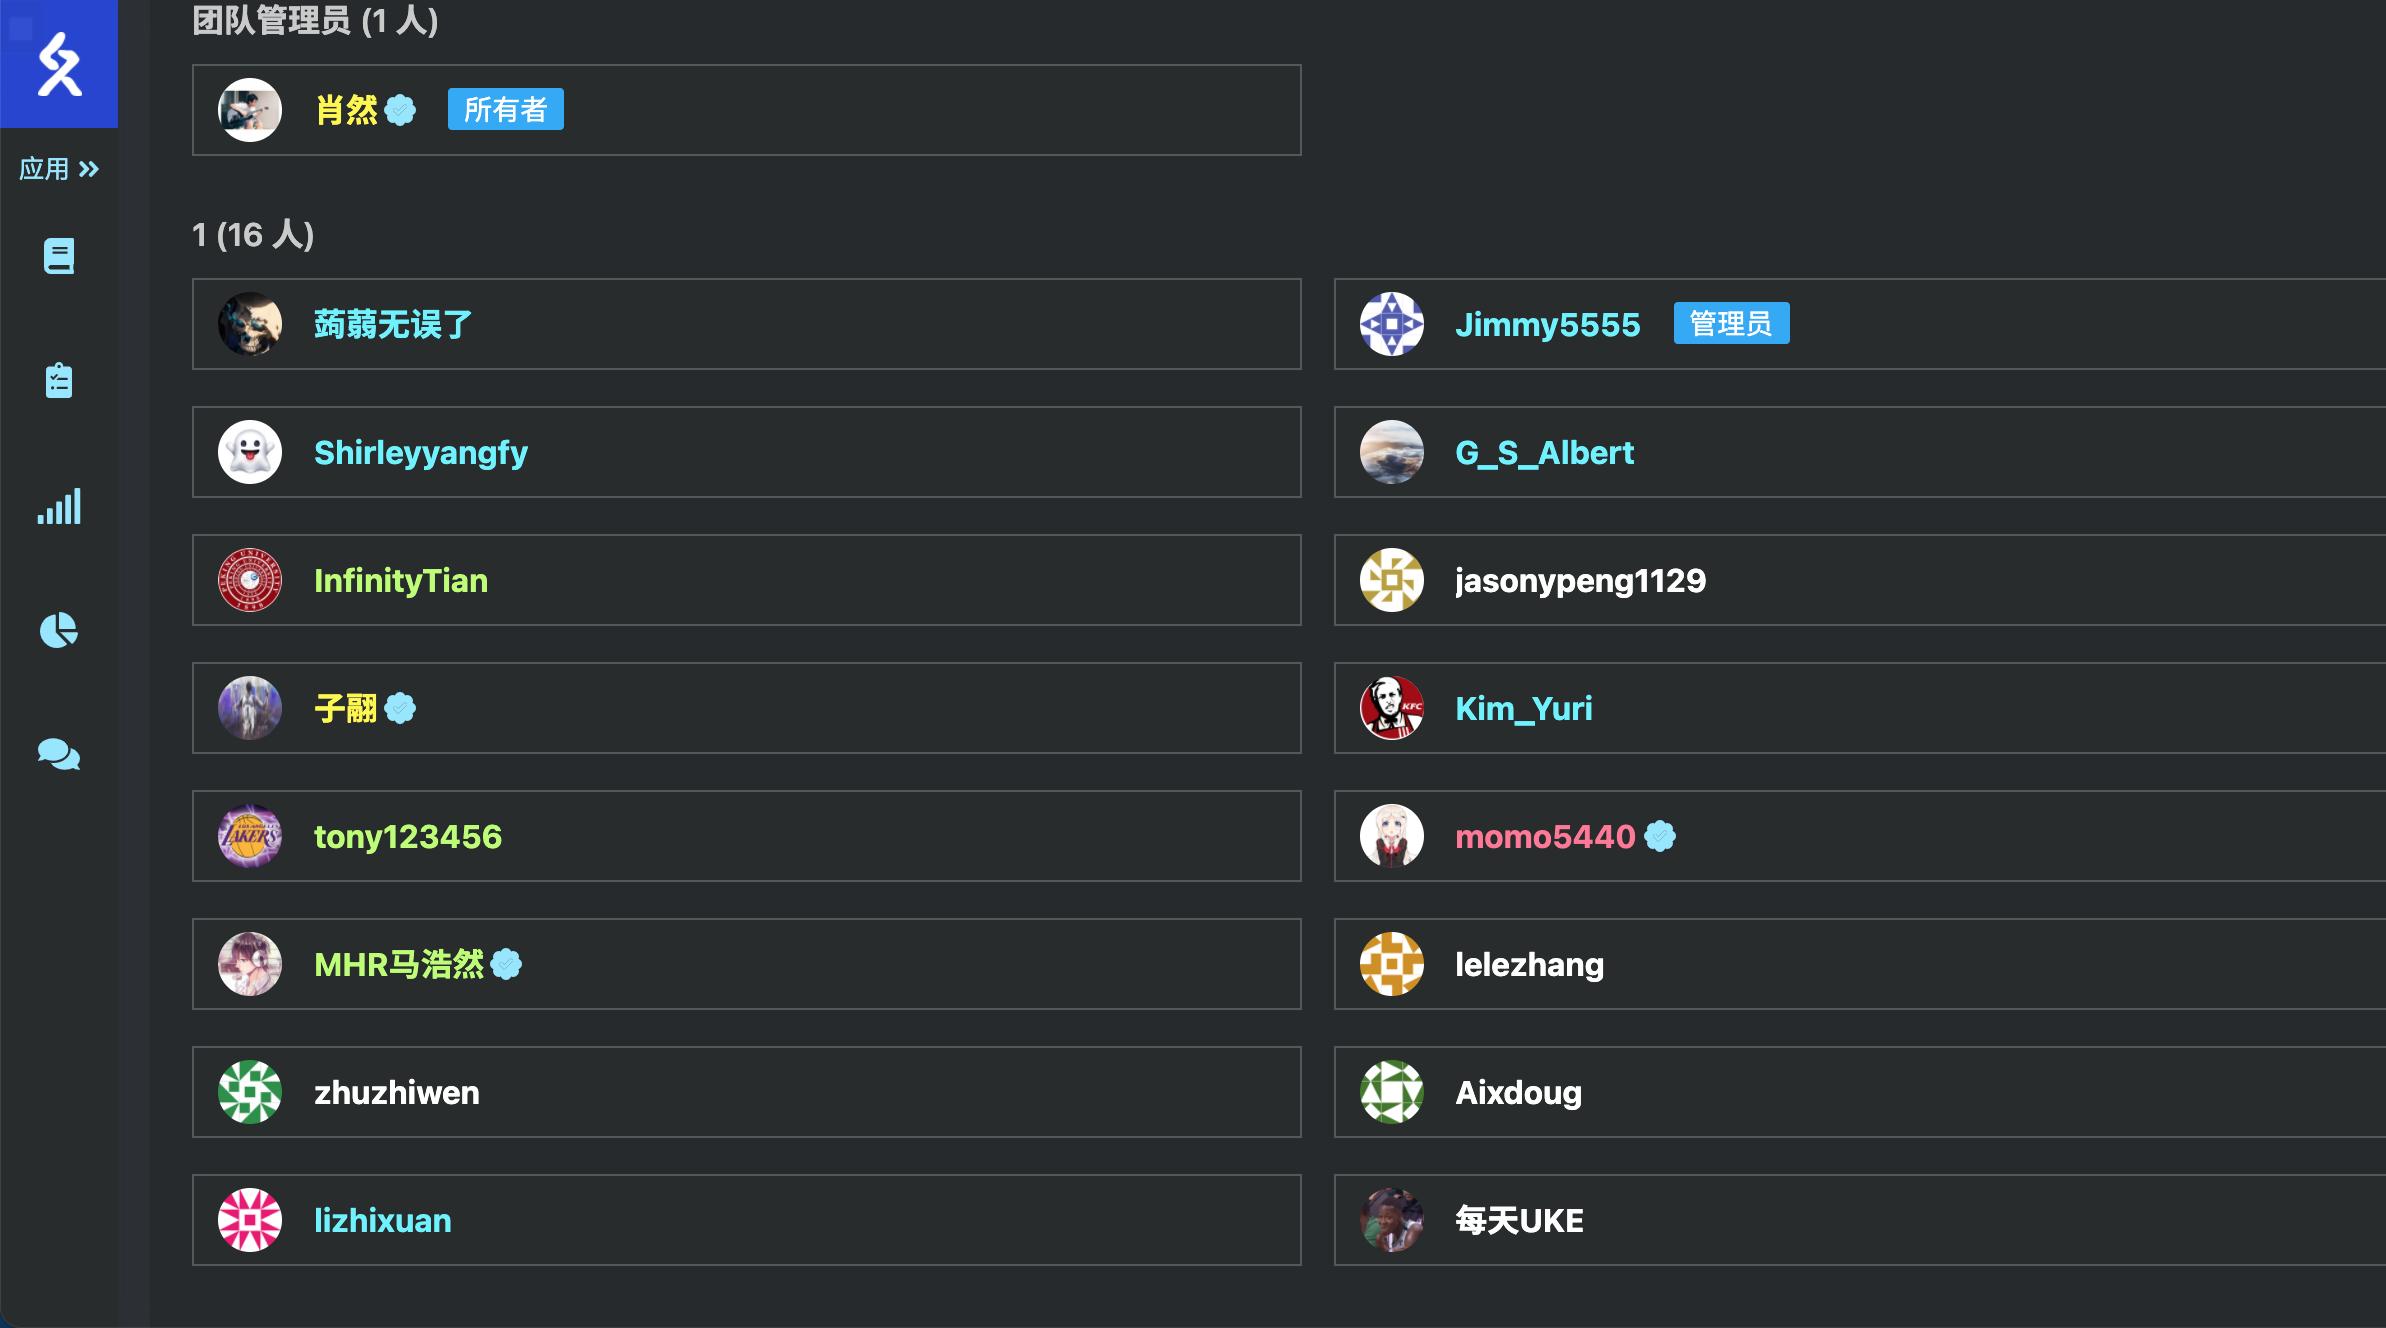 团队管理员 (1 人)
肖然 所有者
应用
1 (16 人)
蒟蒻无误了
Jimmy5555 管理员
Shirleyyangfy
G_S_Albert
InfinityTian
jasonypeng1129
子翮
Kim_Yuri
KFC
tony123456
LAKERS
momo5440
MHR马浩然
lelezhang
zhuzhiwen
Aixdoug
lizhixuan
每天UKE